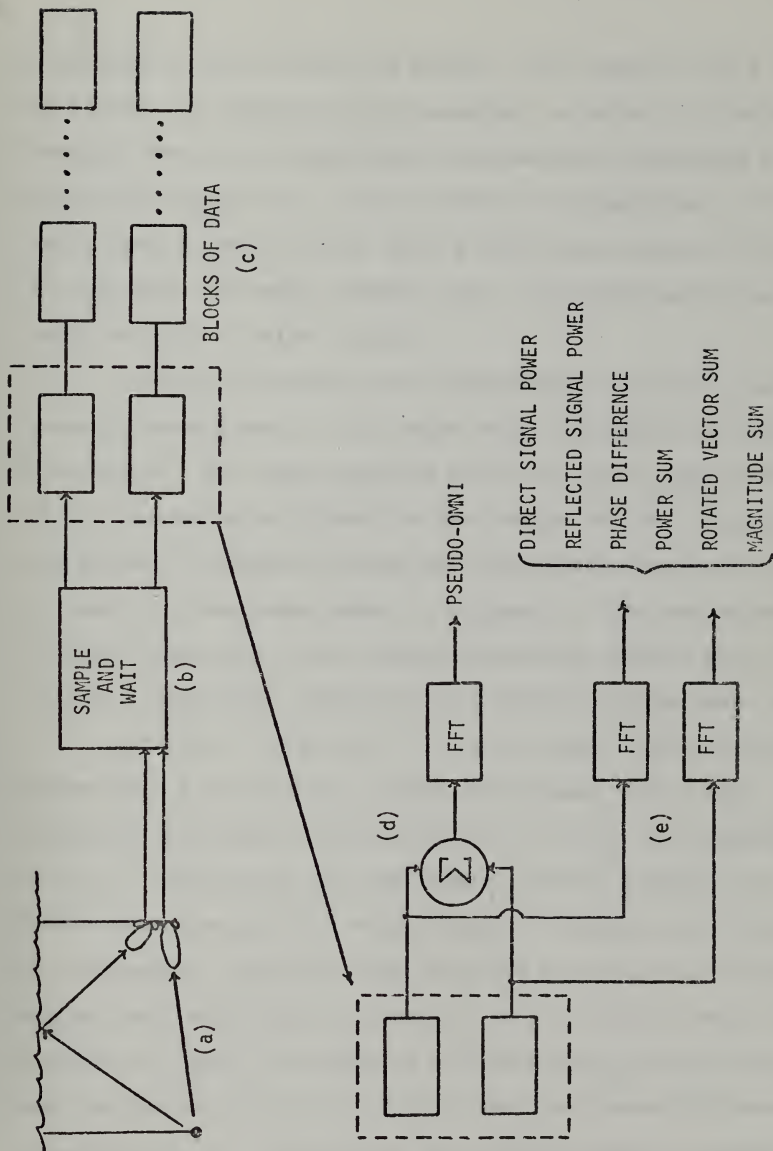 (a)
SAMPLE
AND
WAIT
(b)
BLOCKS OF DATA
(c)
(d)
Σ
FFT
PSEUDO-OMNI
(e)
FFT
FFT
DIRECT SIGNAL POWER
REFLECTED SIGNAL POWER
PHASE DIFFERENCE
POWER SUM
ROTATED VECTOR SUM
MAGNITUDE SUM